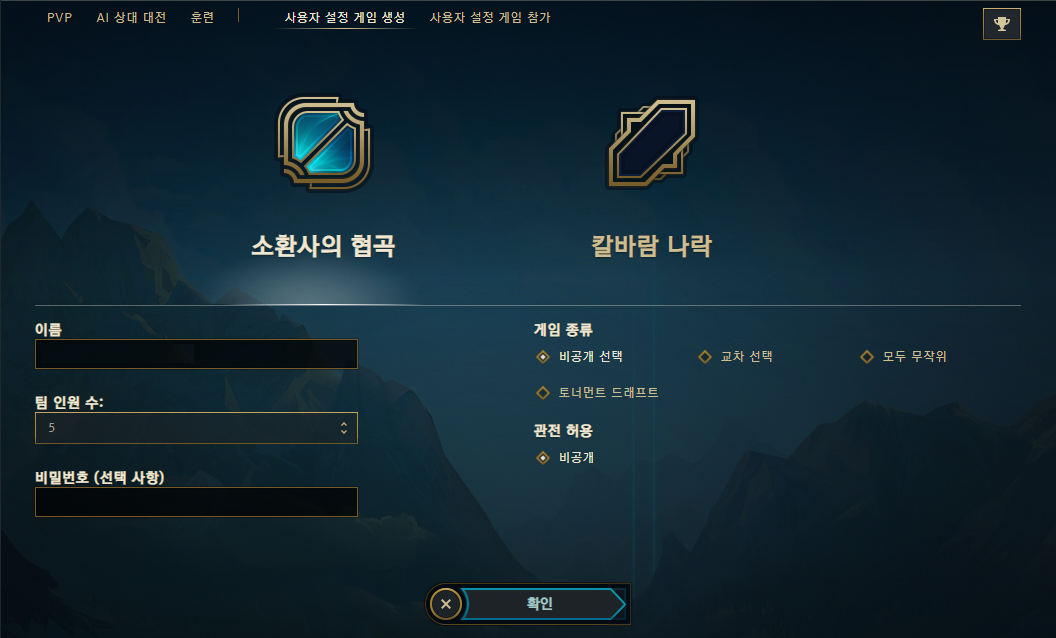 PVP AI 상대 대전 훈련 사용자 설정 게임 생성 사용자 설정 게임 참가
소환사의 협곡 칼바람 나락
이름 게임 종류
비공개 선택 교차 선택 모두 무작위
토너먼트 드래프트
팀 인원 수:
5
관전 허용
비공개
비밀번호 (선택 사항)
확인